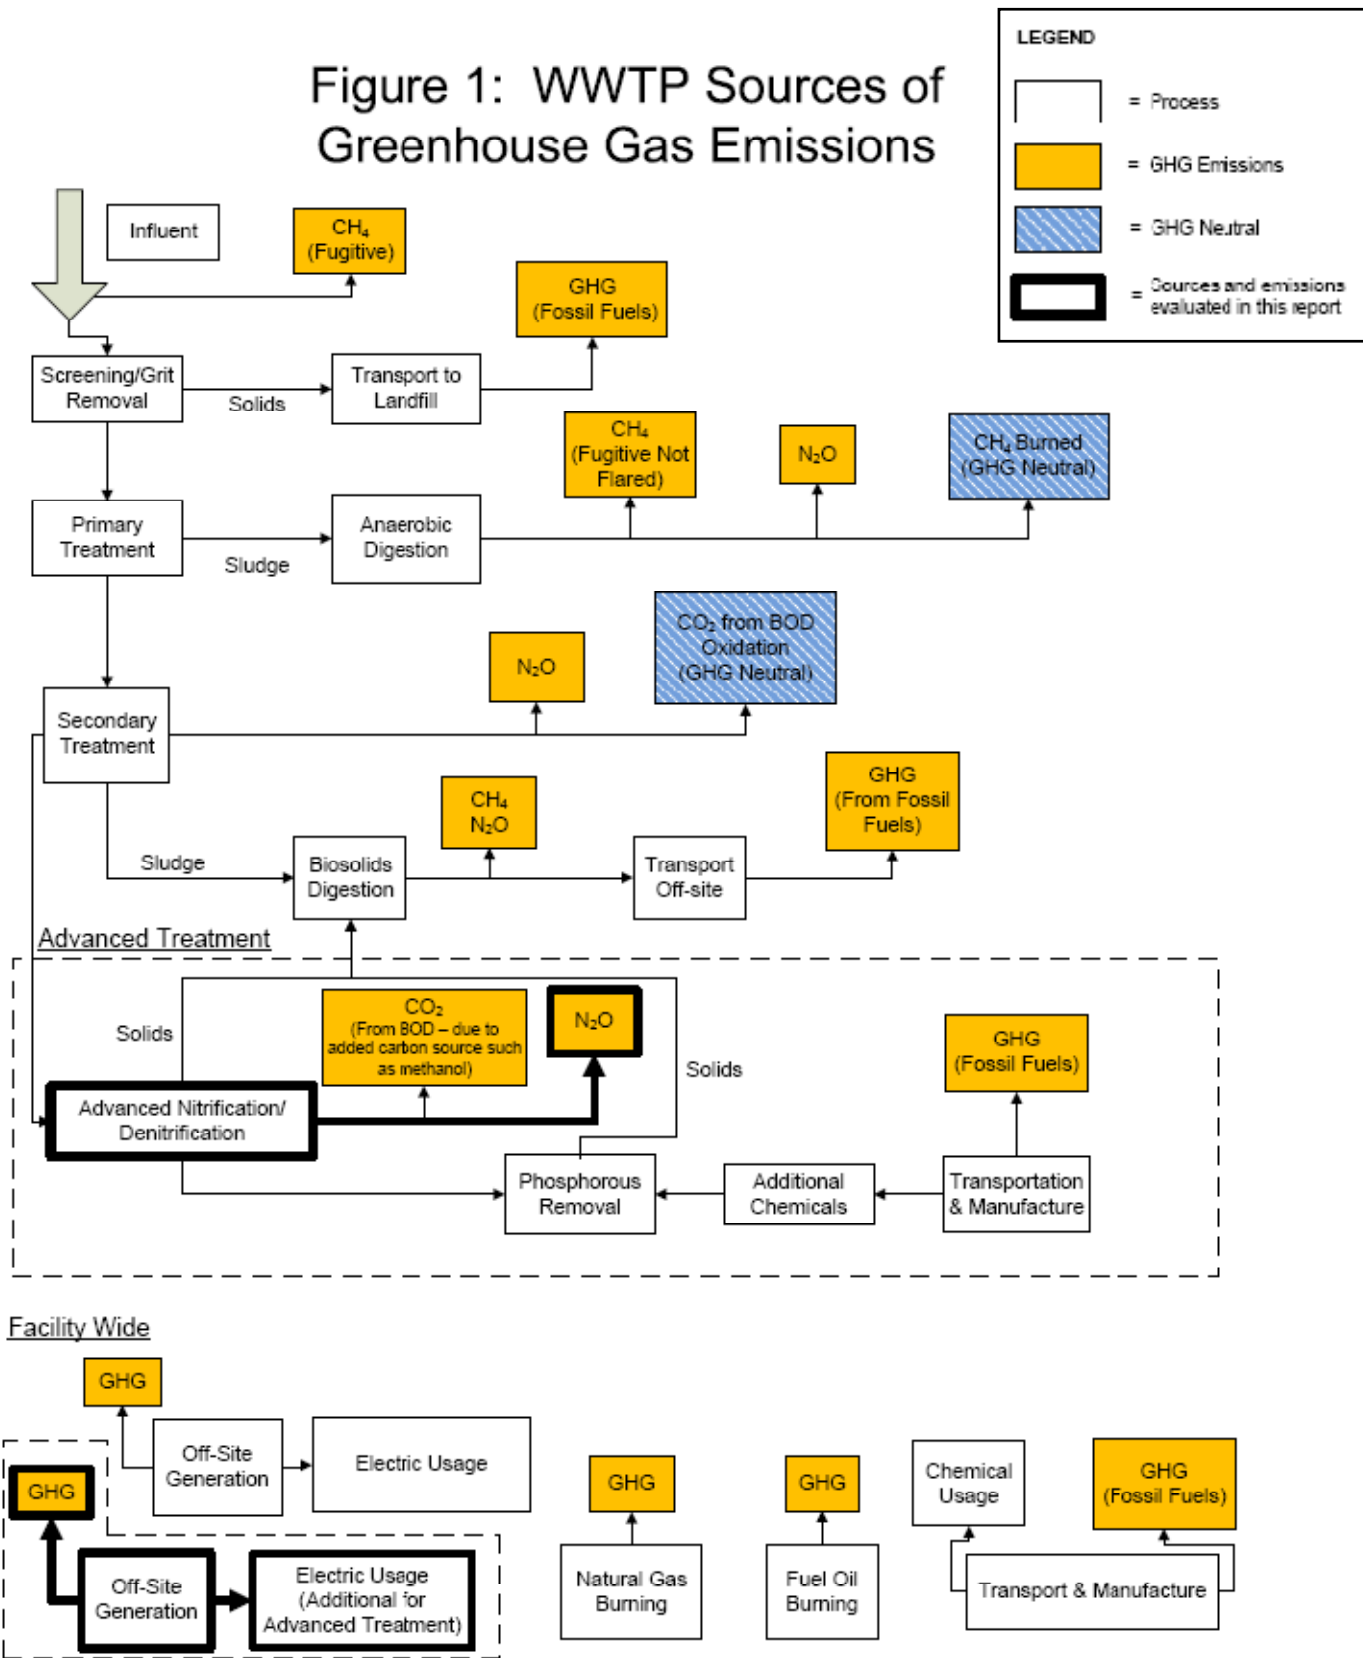 Figure 1: WWTP Sources of
Greenhouse Gas Emissions
LEGEND
= Process
= GHG Emissions
= GHG Neutral
= Sources and emissions
evaluated in this report
Influent
CH₄
(Fugitive)
GHG
(Fossil Fuels)
Screening/Grit
Removal
Solids
Transport to
Landfill
CH₄
(Fugitive Not
Flared)
N₂O
CH₄ Burned
(GHG Neutral)
Primary
Treatment
Sludge
Anaerobic
Digestion
N₂O
CO₂ from BOD
Oxidation
(GHG Neutral)
Secondary
Treatment
CH₄
N₂O
GHG
(From Fossil
Fuels)
Sludge
Biosolids
Digestion
Transport
Off-site
Advanced Treatment
Solids
CO₂
(From BOD – due to
added carbon source such
as methanol)
N₂O
Solids
GHG
(Fossil Fuels)
Advanced Nitrification/
Denitrification
Phosphorous
Removal
Additional
Chemicals
Transportation
& Manufacture
Facility Wide
GHG
Off-Site
Generation
Electric Usage
GHG
Off-Site
Generation
Electric Usage
(Additional for
Advanced Treatment)
GHG
Natural Gas
Burning
GHG
Fuel Oil
Burning
Chemical
Usage
GHG
(Fossil Fuels)
Transport & Manufacture